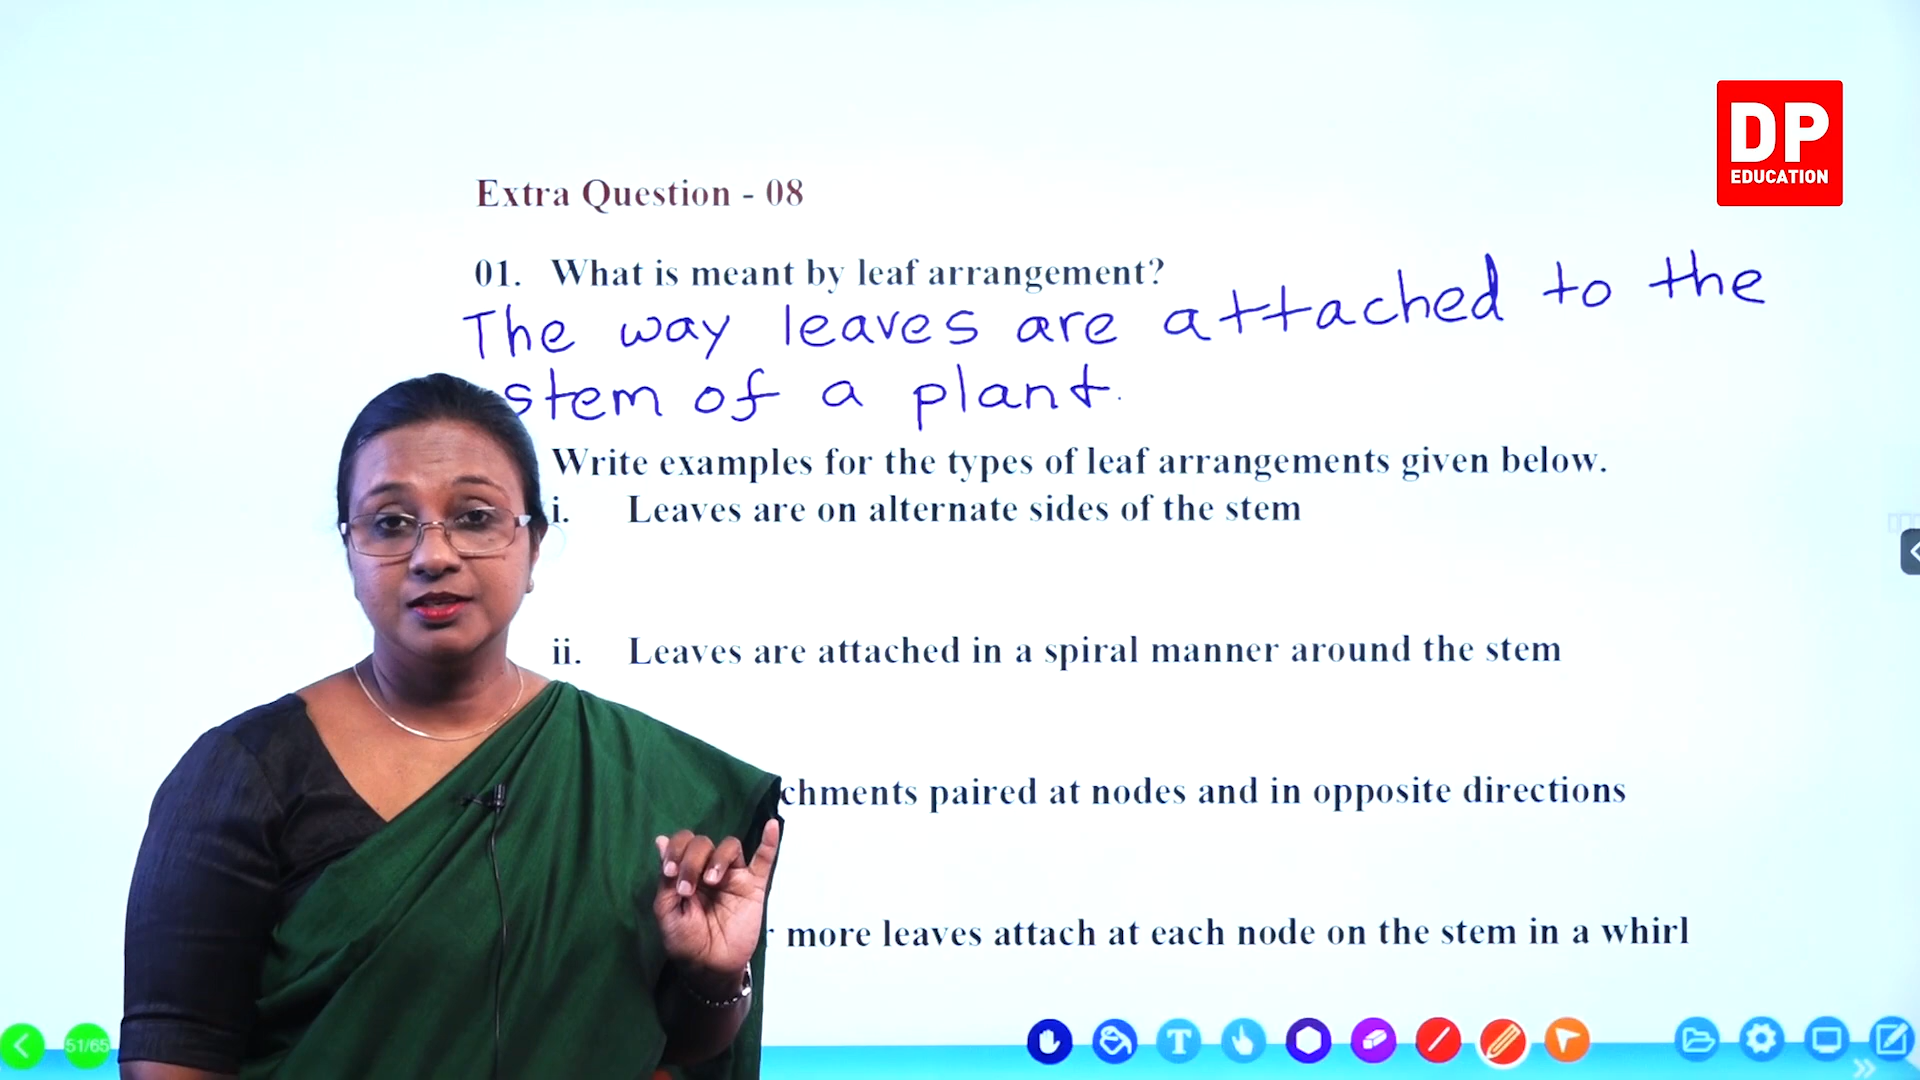 DP
EDUCATION
Extra Question - 08
01. What is meant by leaf arrangement?
The way leaves are attached to the
stem of a plant.
Write examples for the types of leaf arrangements given below.
i. Leaves are on alternate sides of the stem
ii. Leaves are attached in a spiral manner around the stem
chments paired at nodes and in opposite directions
r more leaves attach at each node on the stem in a whirl
51/65
T